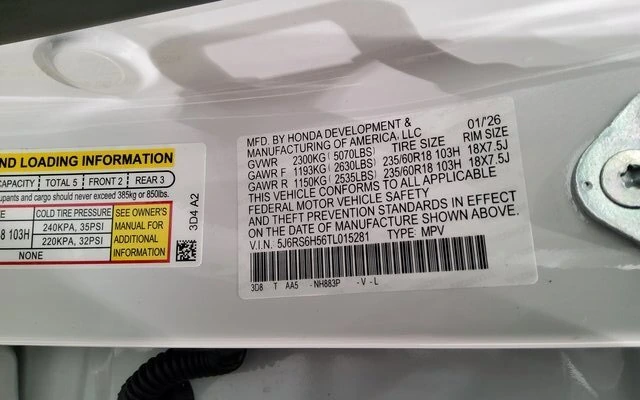 ND LOADING INFORMATION
CAPACITY | TOTAL 5 | FRONT 2 | REAR 3
upants and cargo should never exceed 385kg or 850lbs.
COLD TIRE PRESSURE
8 103H 240KPA, 35PSI
220KPA, 32PSI
NONE
SEE OWNER'S
MANUAL FOR
ADDITIONAL
INFORMATION
3D4 A2
MFD. BY HONDA DEVELOPMENT & 01/'26
MANUFACTURING OF AMERICA, LLC
GVWR 2300KG (5070LBS) TIRE SIZE RIM SIZE
GAWR F 1193KG (2630LBS) 235/60R18 103H 18X7.5J
GAWR R 1150KG (2535LBS) 235/60R18 103H 18X7.5J
THIS VEHICLE CONFORMS TO ALL APPLICABLE
FEDERAL MOTOR VEHICLE SAFETY
AND THEFT PREVENTION STANDARDS IN EFFECT
ON THE DATE OF MANUFACTURE SHOWN ABOVE.
V.I.N. 5J6RS6H56TL015281 TYPE: MPV
3D8 T AA5 -NH883P -V -L